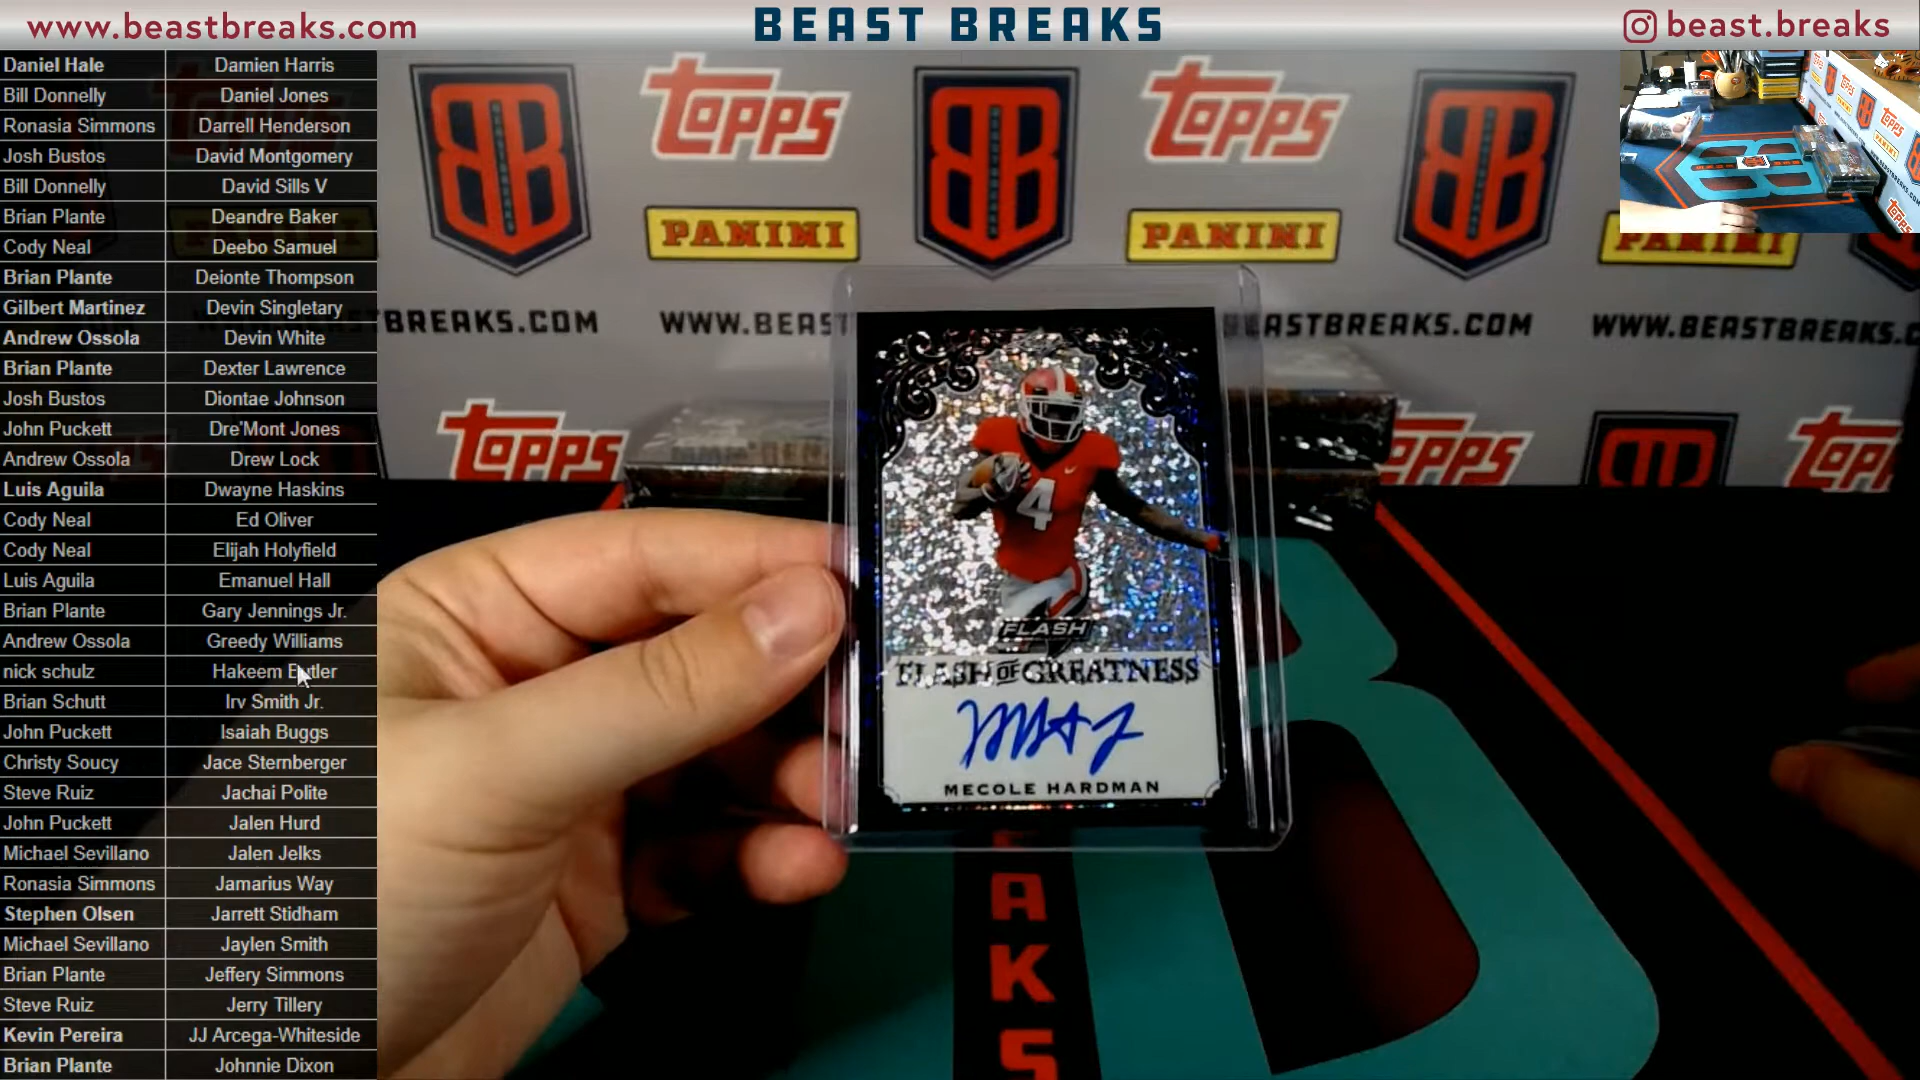 www.beastbreaks.com
BEAST BREAKS
beast.breaks
Daniel Hale Damien Harris
Bill Donnelly Daniel Jones
Ronasia Simmons Darrell Henderson
Josh Bustos David Montgomery
Bill Donnelly David Sills V
Brian Plante Deandre Baker
Cody Neal Deebo Samuel
Brian Plante Deionte Thompson
Gilbert Martinez Devin Singletary
Andrew Ossola Devin White
Brian Plante Dexter Lawrence
Josh Bustos Diontae Johnson
John Puckett Dre'Mont Jones
Andrew Ossola Drew Lock
Luis Aguila Dwayne Haskins
Cody Neal Ed Oliver
Cody Neal Elijah Holyfield
Luis Aguila Emanuel Hall
Brian Plante Gary Jennings Jr.
Andrew Ossola Greedy Williams
nick schulz Hakeem Butler
Brian Schutt Irv Smith Jr.
John Puckett Isaiah Buggs
Christy Soucy Jace Sternberger
Steve Ruiz Jachai Polite
John Puckett Jalen Hurd
Michael Sevillano Jalen Jelks
Ronasia Simmons Jamarius Way
Stephen Olsen Jarrett Stidham
Michael Sevillano Jaylen Smith
Brian Plante Jeffery Simmons
Steve Ruiz Jerry Tillery
Kevin Pereira JJ Arcega-Whiteside
Brian Plante Johnnie Dixon
Topps Topps
PANINI PANINI PANINI
BREAKS.COM WWW.BEAS ASTBREAKS.COM WWW.BEASTBREAKS.C
Topps Topps Topps
4
FLASH
FLASH OF GREATNESS
MECOLE HARDMAN
AKS